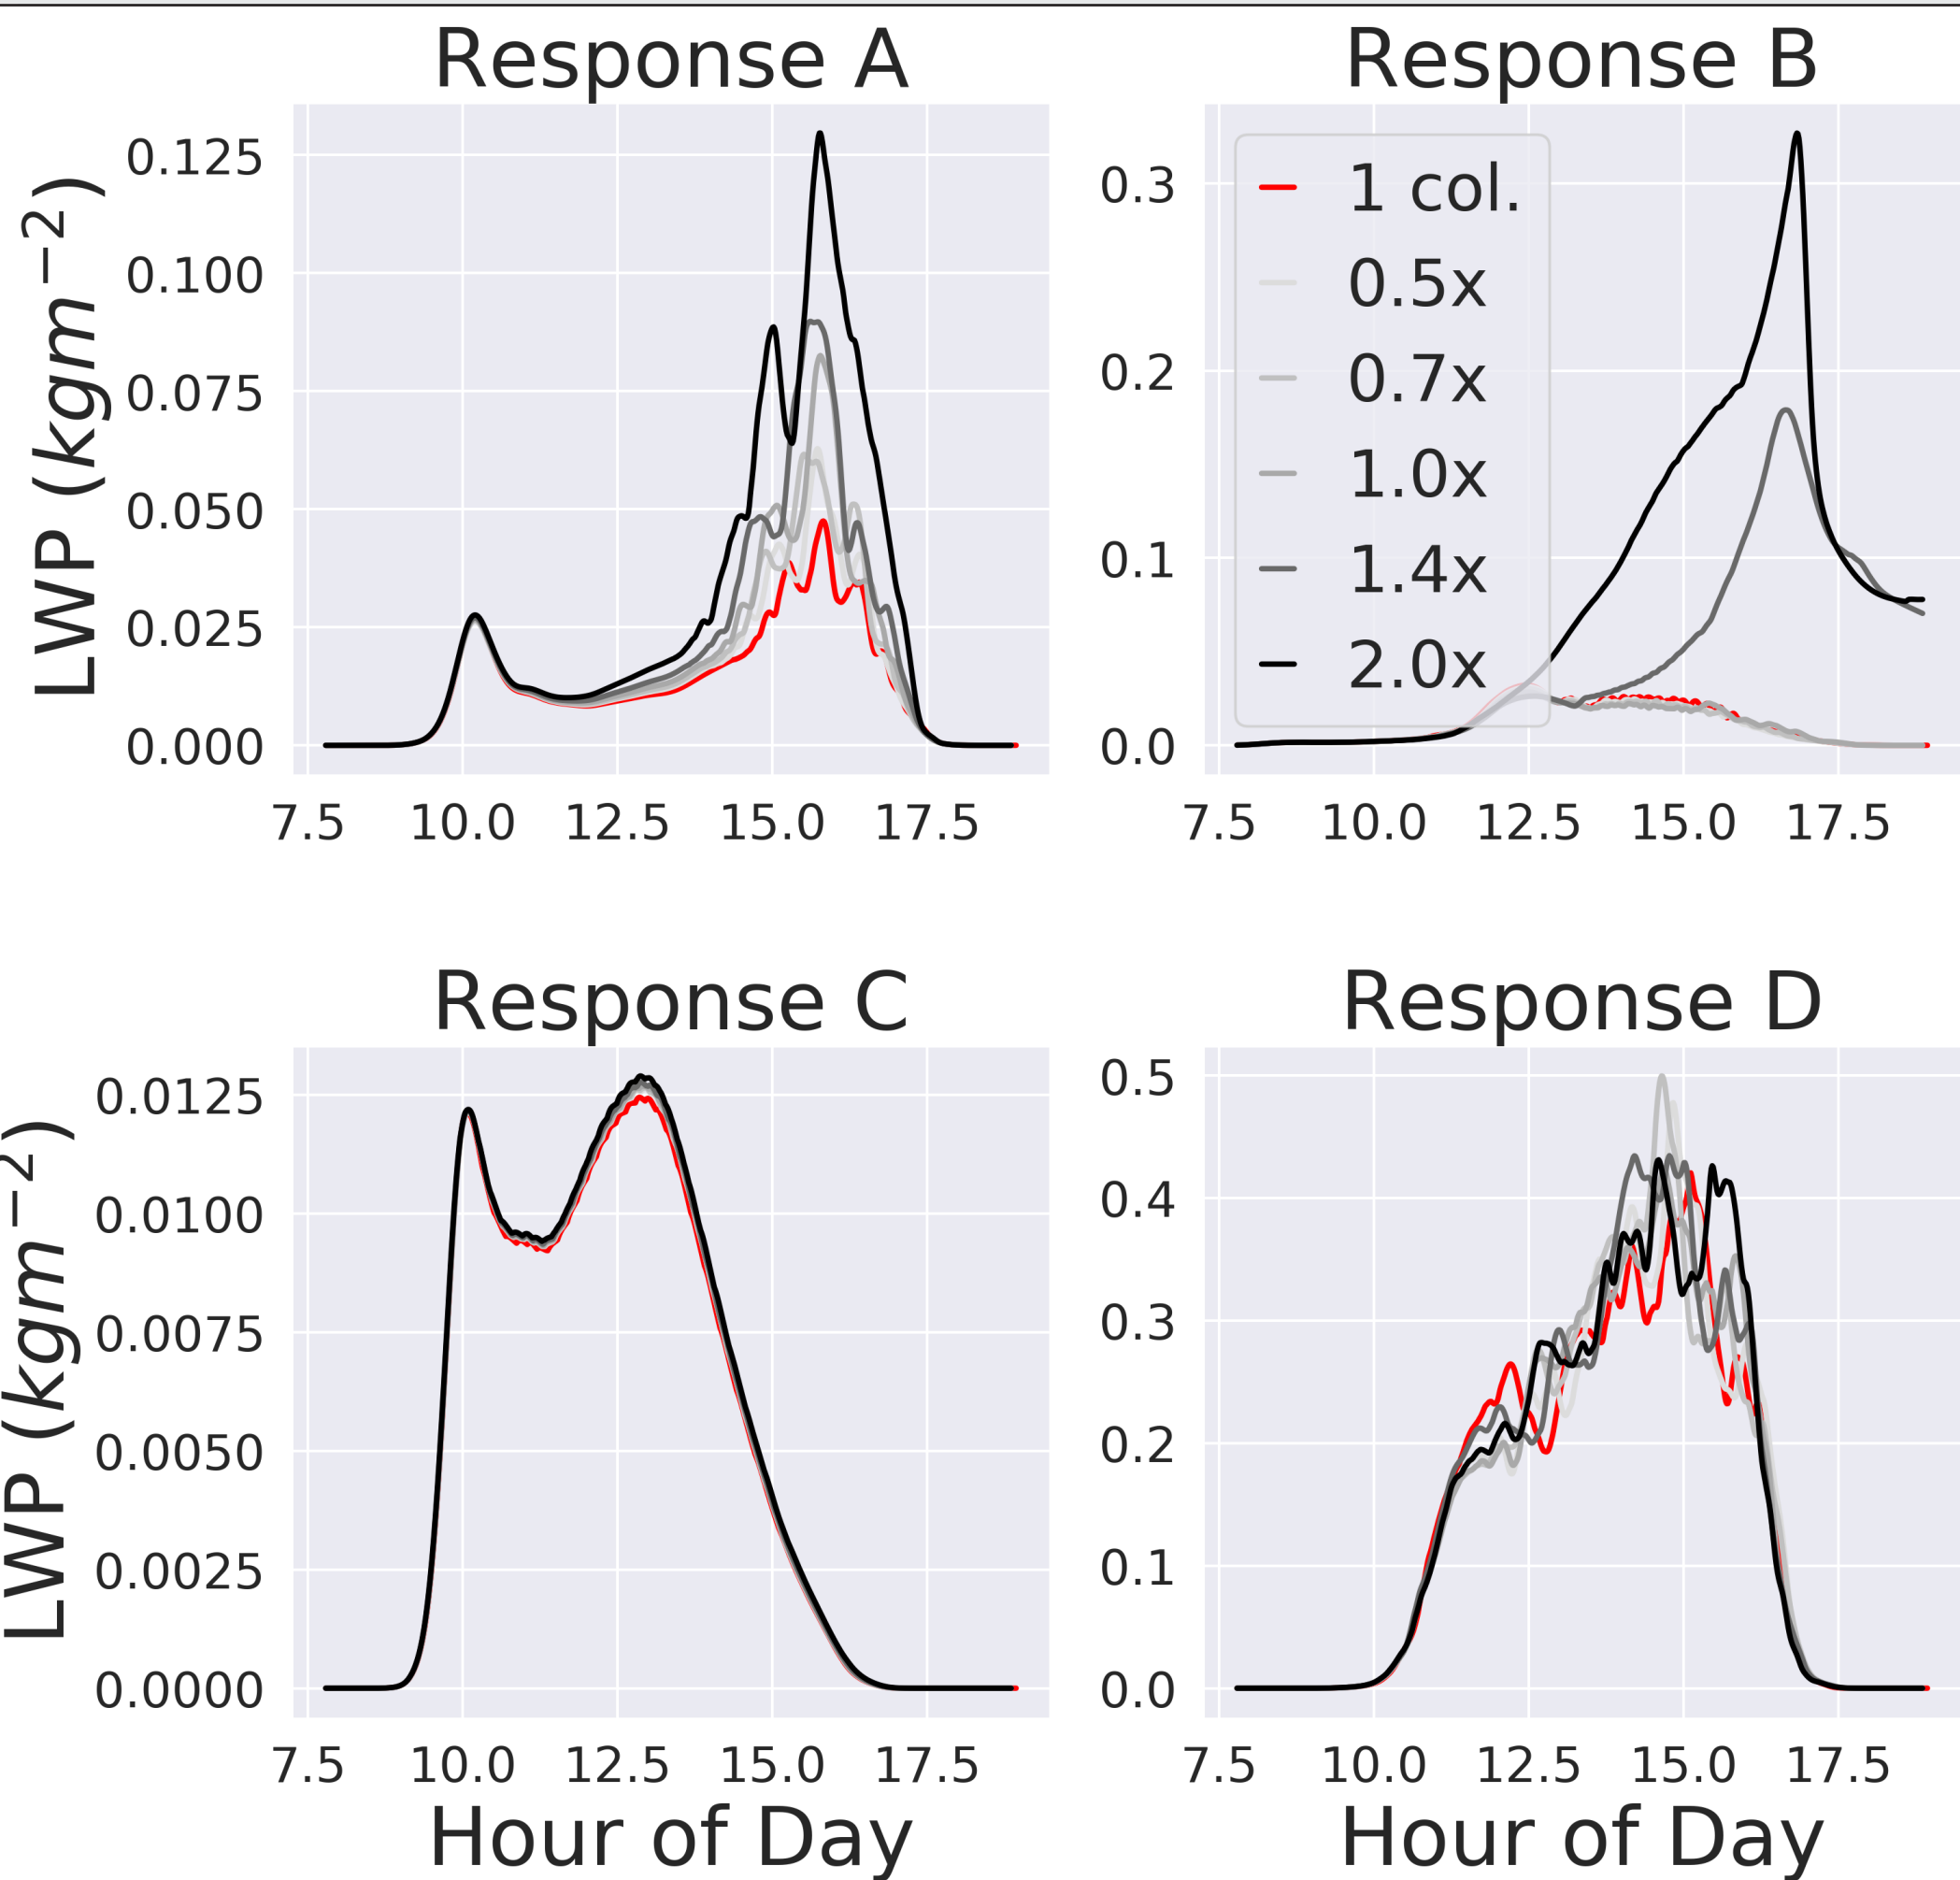 Response A
LWP (kgm⁻²)
0.125
0.100
0.075
0.050
0.025
0.000
7.5 10.0 12.5 15.0 17.5
Response B
0.3
0.2
0.1
0.0
1 col.
0.5x
0.7x
1.0x
1.4x
2.0x
7.5 10.0 12.5 15.0 17.5
Response C
LWP (kgm⁻²)
0.0125
0.0100
0.0075
0.0050
0.0025
0.0000
7.5 10.0 12.5 15.0 17.5
Hour of Day
Response D
0.5
0.4
0.3
0.2
0.1
0.0
7.5 10.0 12.5 15.0 17.5
Hour of Day